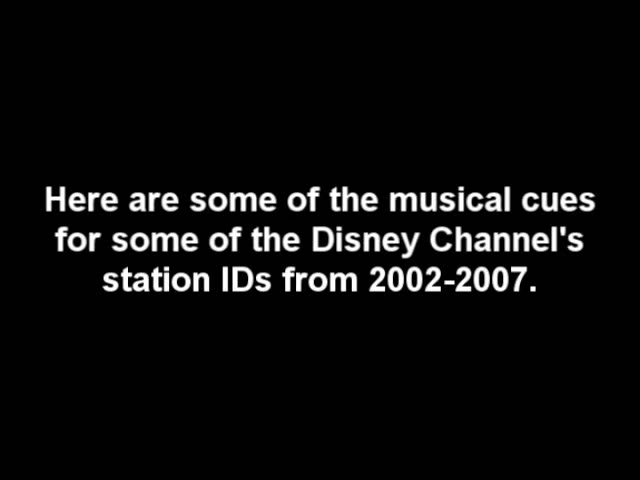 Here are some of the musical cues
for some of the Disney Channel's
station IDs from 2002-2007.